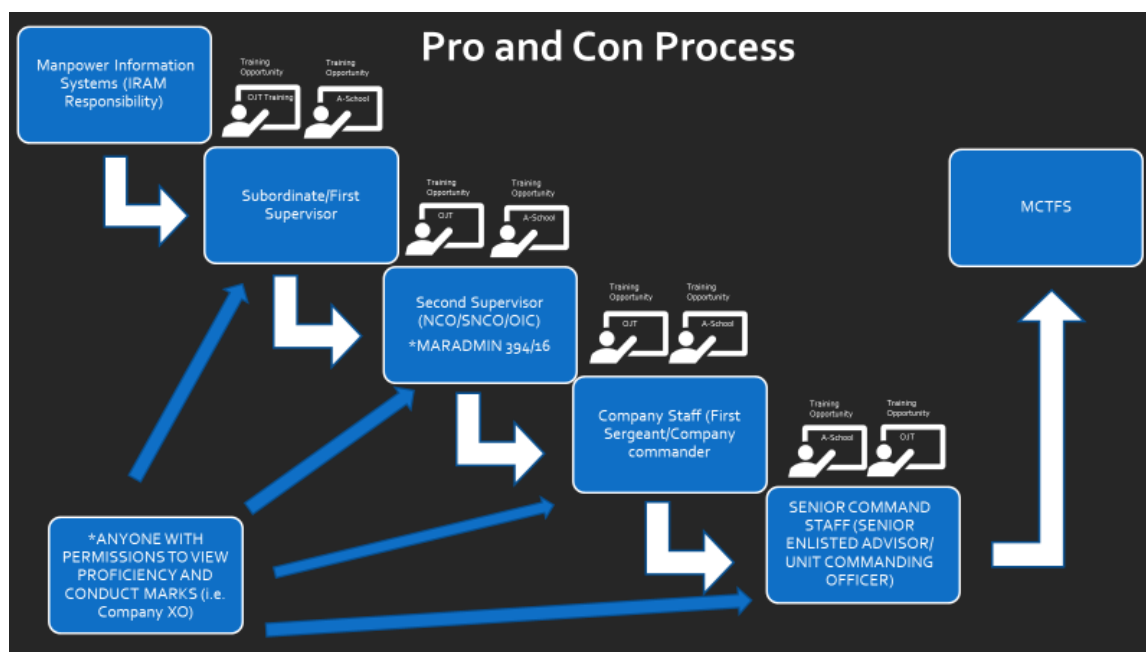 Pro and Con Process
Manpower Information
Systems (IRAM
Responsibility)
Training
Opportunity
OJT Training
Training
Opportunity
A-School
Subordinate/First
Supervisor
Training
Opportunity
OJT
Training
Opportunity
A-School
MCTFS
Second Supervisor
(NCO/SNCO/OIC)
*MARADMIN 394/16
Training
Opportunity
OJT
Training
Opportunity
A-School
Company Staff (First
Sergeant/Company
commander
Training
Opportunity
A-School
Training
Opportunity
OJT
SENIOR COMMAND
STAFF (SENIOR
ENLISTED ADVISOR/
UNIT COMMANDING
OFFICER)
*ANYONE WITH
PERMISSIONS TO VIEW
PROFICIENCY AND
CONDUCT MARKS (i.e.
Company XO)